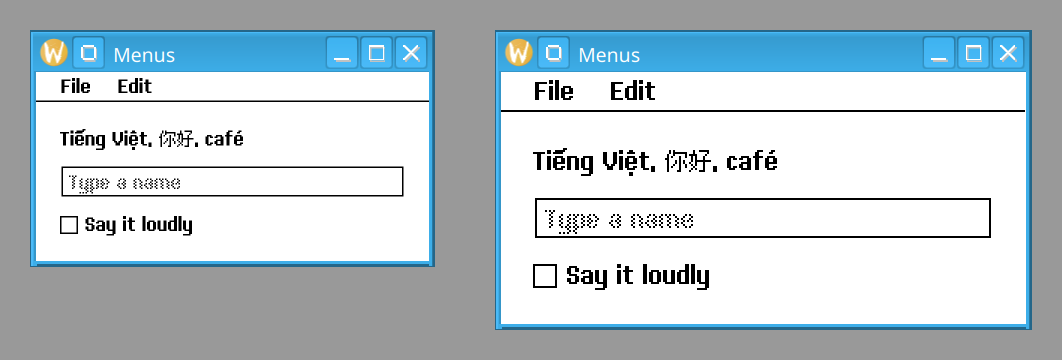 Menus
File Edit
Tiếng Việt, 你好, café
Type a name
Say it loudly
Menus
File Edit
Tiếng Việt, 你好, café
Type a name
Say it loudly